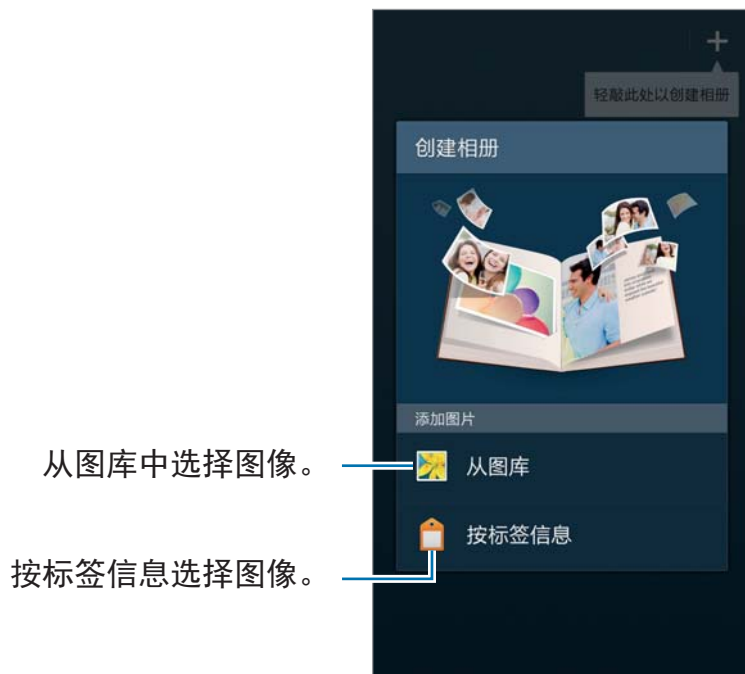 +
轻敲此处以创建相册
创建相册
添加图片
从图库中选择图像。
从图库
按标签信息
按标签信息选择图像。